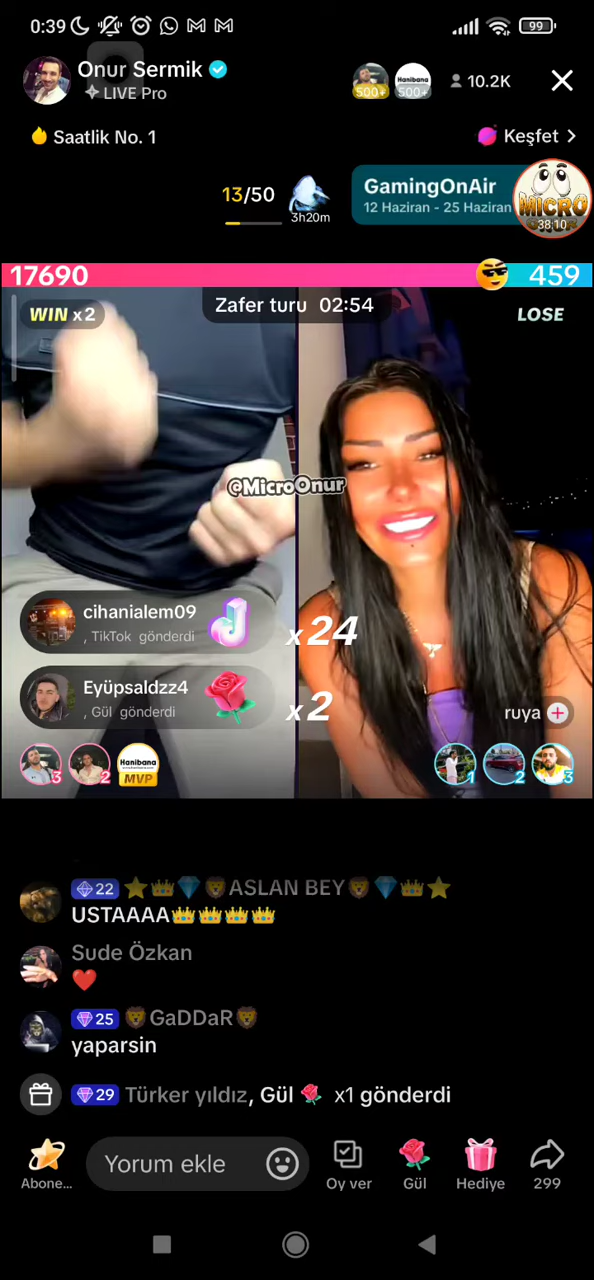 0:39
99
Onur Sermik
LIVE Pro
500+
Hanibana
500+
10.2K
Saatlik No. 1
Keşfet
13/50
3h20m
GamingOnAir
12 Haziran - 25 Haziran
MICRO
38:10
17690
459
WIN x2
Zafer turu 02:54
LOSE
@MicroOnur
cihanialem09
, TikTok gönderdi
x24
Eyüpsaldzz4
, Gül gönderdi
x2
ruya
3
2
Hanibana
MVP
1
2
3
22 ASLAN BEY
USTAAAA
Sude Özkan
25 GaDDaR
yaparsin
29 Türker yıldız, Gül x1 gönderdi
Abone...
Yorum ekle
Oy ver
Gül
Hediye
299